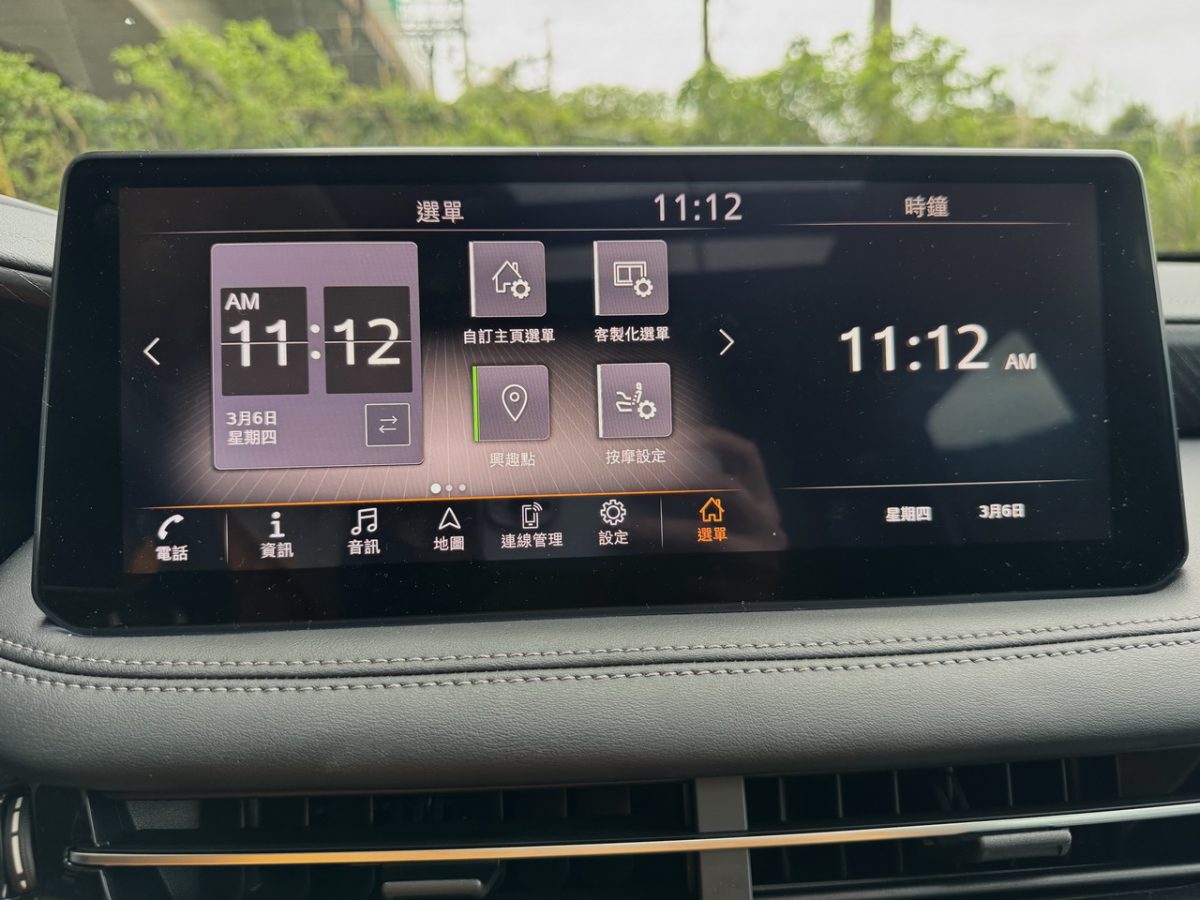 選單
11:12
時鐘
AM
11:12
3月6日
星期四
自訂主頁選單
客製化選單
興趣點
按摩設定
11:12 AM
星期四
3月6日
電話
資訊
音訊
地圖
連線管理
設定
選單